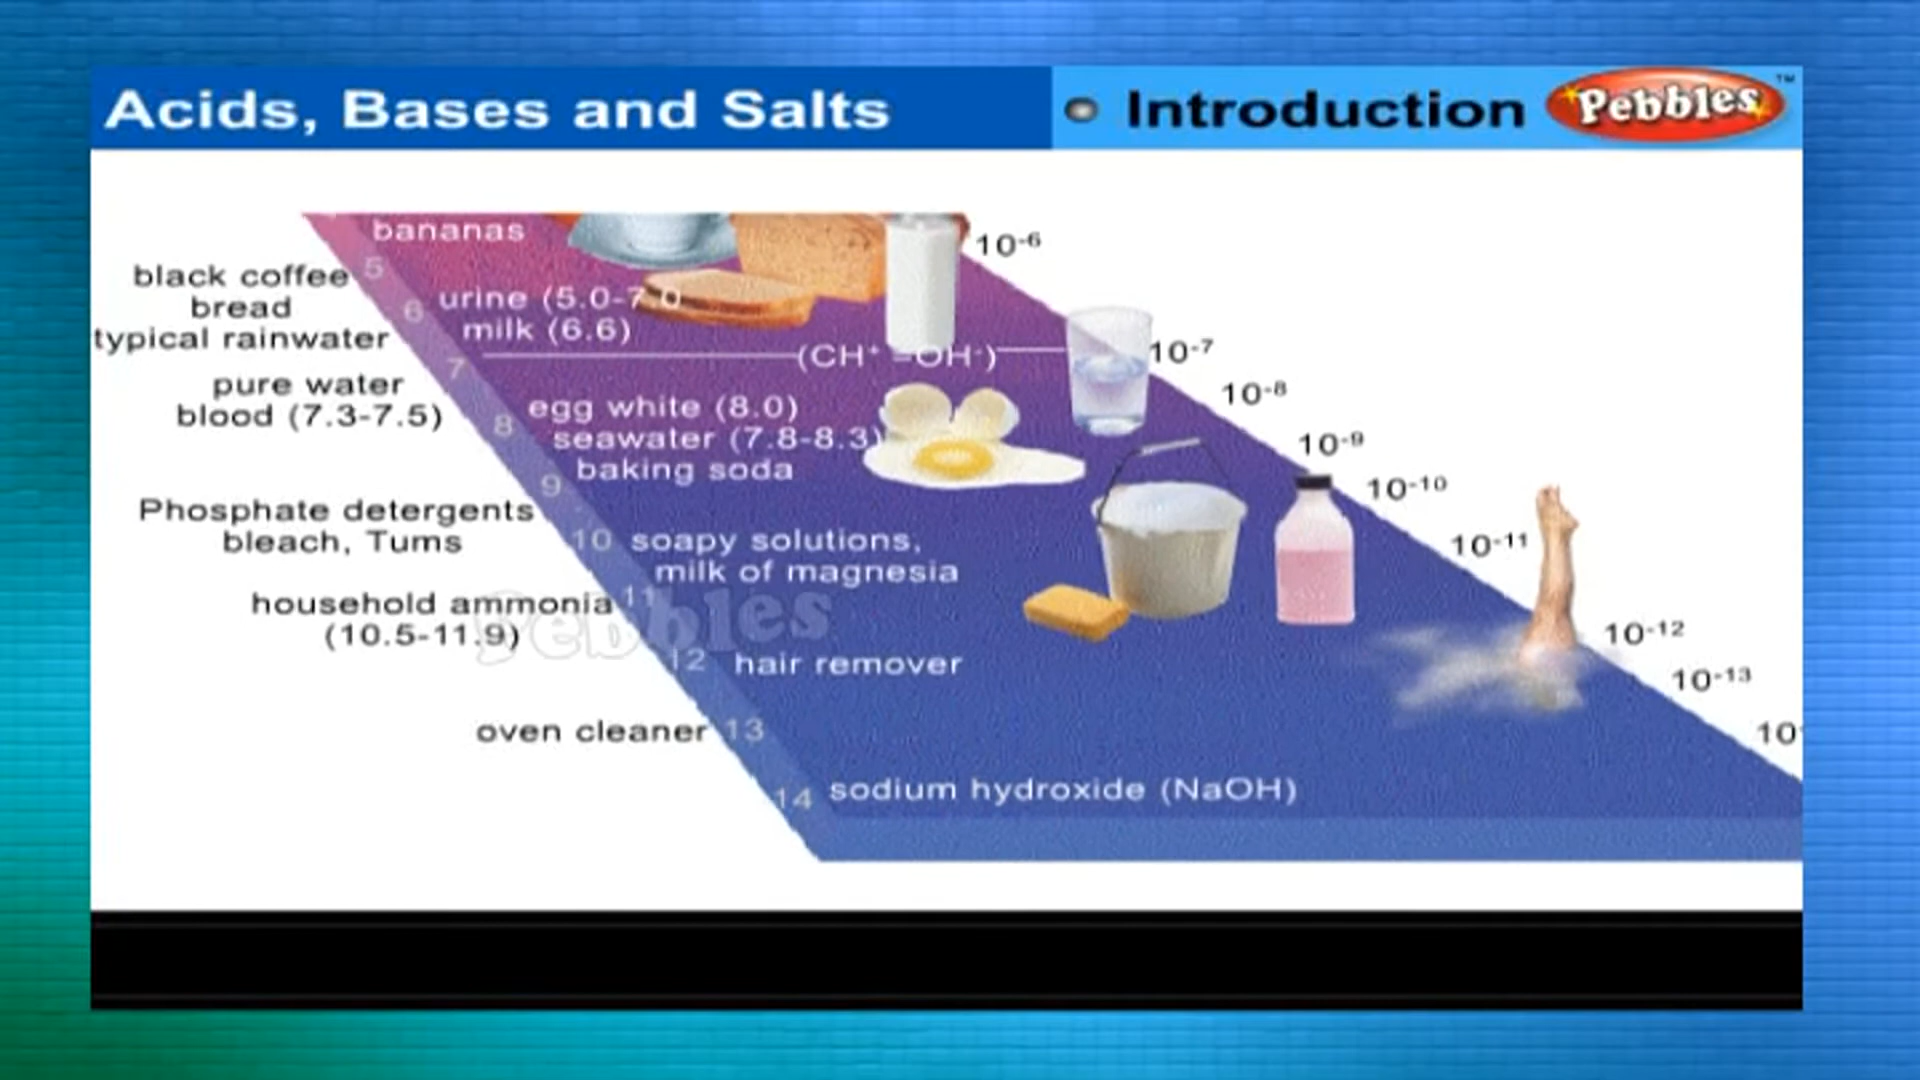 Acids, Bases and Salts
Introduction
Pebbles™
bananas
10-6
black coffee
5
bread
6
urine (5.0-7.0
typical rainwater
milk (6.6)
7
(CH+ =OH-)
10-7
pure water
10-8
blood (7.3-7.5)
8
egg white (8.0)
seawater (7.8-8.3)
10-9
baking soda
9
10-10
Phosphate detergents
bleach, Tums
10
soapy solutions,
10-11
milk of magnesia
household ammonia
11
(10.5-11.9)
Pebbles
10-12
12
hair remover
10-13
oven cleaner
13
10-
14
sodium hydroxide (NaOH)